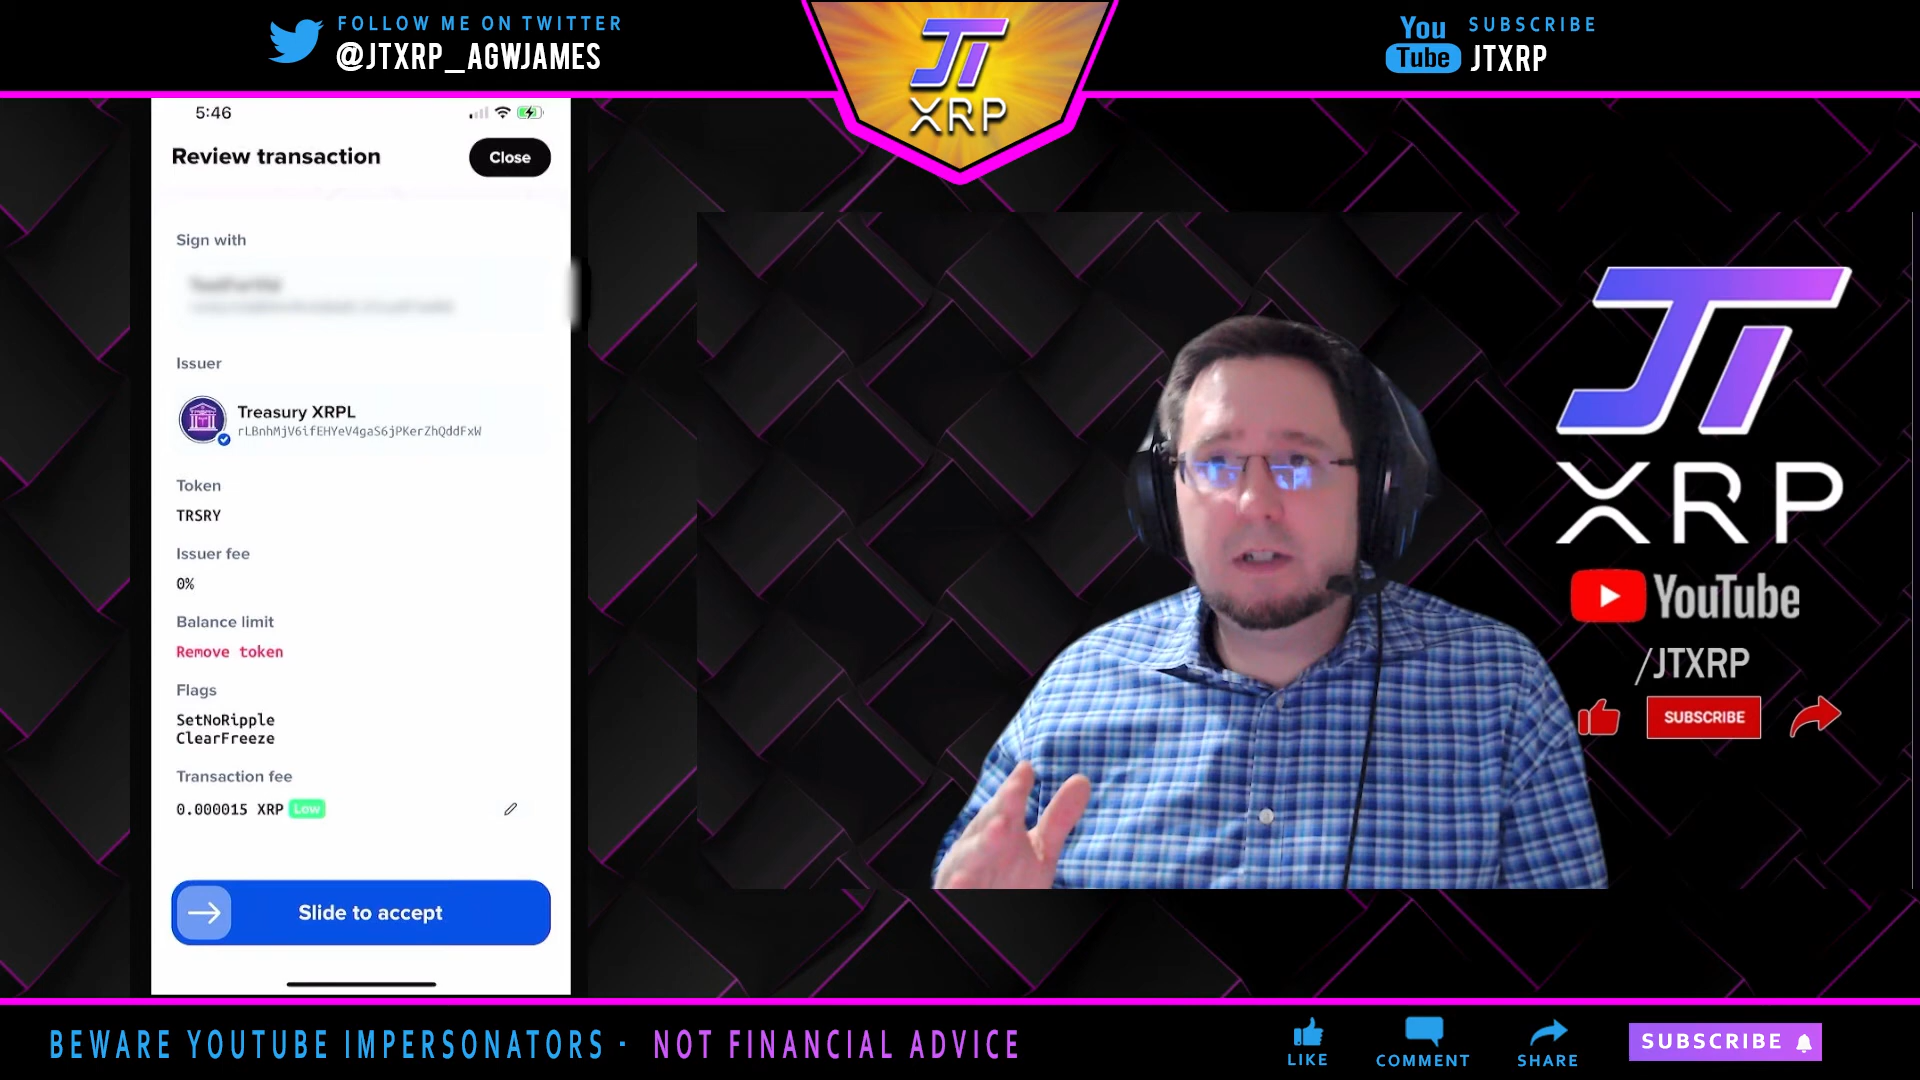 FOLLOW ME ON TWITTER
@JTXRP_AGWJAMES
JT
XRP
You
Tube
SUBSCRIBE
JTXRP
5:46
Review transaction
Close
Sign with
Issuer
Treasury XRPL
rLBnhMjV6ifEHYeV4gaS6jPKerZhQddFxW
Token
TRSRY
Issuer fee
0%
Balance limit
Remove token
Flags
SetNoRipple
ClearFreeze
Transaction fee
0.000015 XRP Low
Slide to accept
JT
XRP
YouTube
/JTXRP
SUBSCRIBE
BEWARE YOUTUBE IMPERSONATORS - NOT FINANCIAL ADVICE
LIKE
COMMENT
SHARE
SUBSCRIBE